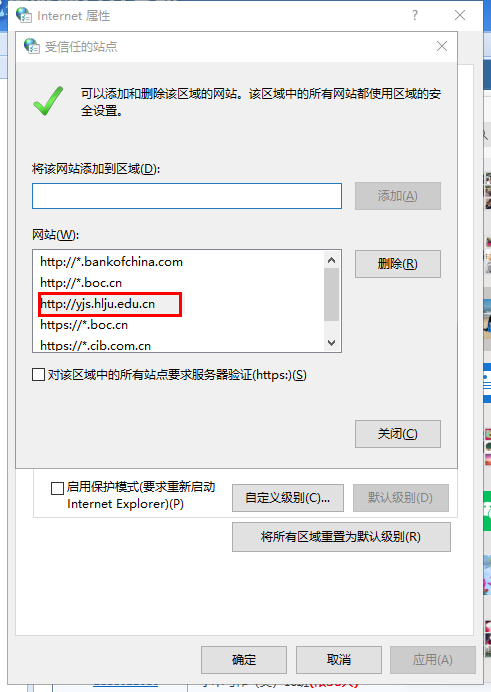 Internet 属性
受信任的站点
可以添加和删除该区域的网站。该区域中的所有网站都使用区域的安
全设置。
将该网站添加到区域(D):
添加(A)
网站(W):
http://*.bankofchina.com
http://*.boc.cn
http://yjs.hlju.edu.cn
https://*.boc.cn
https://*.cib.com.cn
删除(R)
对该区域中的所有站点要求服务器验证(https:)(S)
关闭(C)
启用保护模式(要求重新启动
Internet Explorer)(P)
自定义级别(C)...
默认级别(D)
将所有区域重置为默认级别(R)
确定
取消
应用(A)